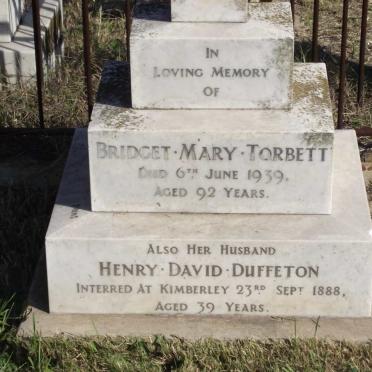 IN
LOVING MEMORY
OF
BRIDGET · MARY · TORBETT
DIED 6TH JUNE 1939.
AGED 92 YEARS.
ALSO HER HUSBAND
HENRY · DAVID · DUFFETON
INTERRED AT KIMBERLEY 23RD SEPT 1888,
AGED 39 YEARS.